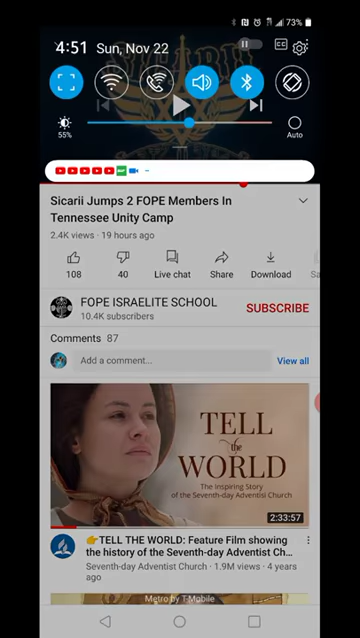 73%
4:51 Sun, Nov 22
CC
SICARII
55%
Auto
Sicarii Jumps 2 FOPE Members In
Tennessee Unity Camp
2.4K views · 19 hours ago
108
40
Live chat
Share
Download
Sa
FOPE ISRAELITE SCHOOL
10.4K subscribers
SUBSCRIBE
Comments 87
Add a comment...
View all
TELL
the
WORLD
The Inspiring Story
of the Seventh-day Adventist Church
2:33:57
👉TELL THE WORLD: Feature Film showing
the history of the Seventh-day Adventist Ch...
Seventh-day Adventist Church · 1.9M views · 4 years
ago
Metro by T-Mobile